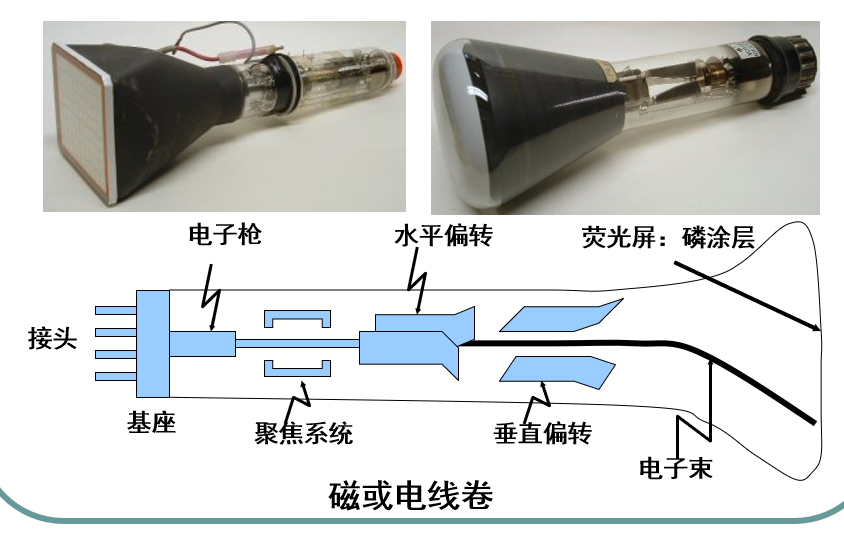 电子枪
水平偏转
荧光屏：磷涂层
接头
基座
聚焦系统
垂直偏转
电子束
磁或电线卷